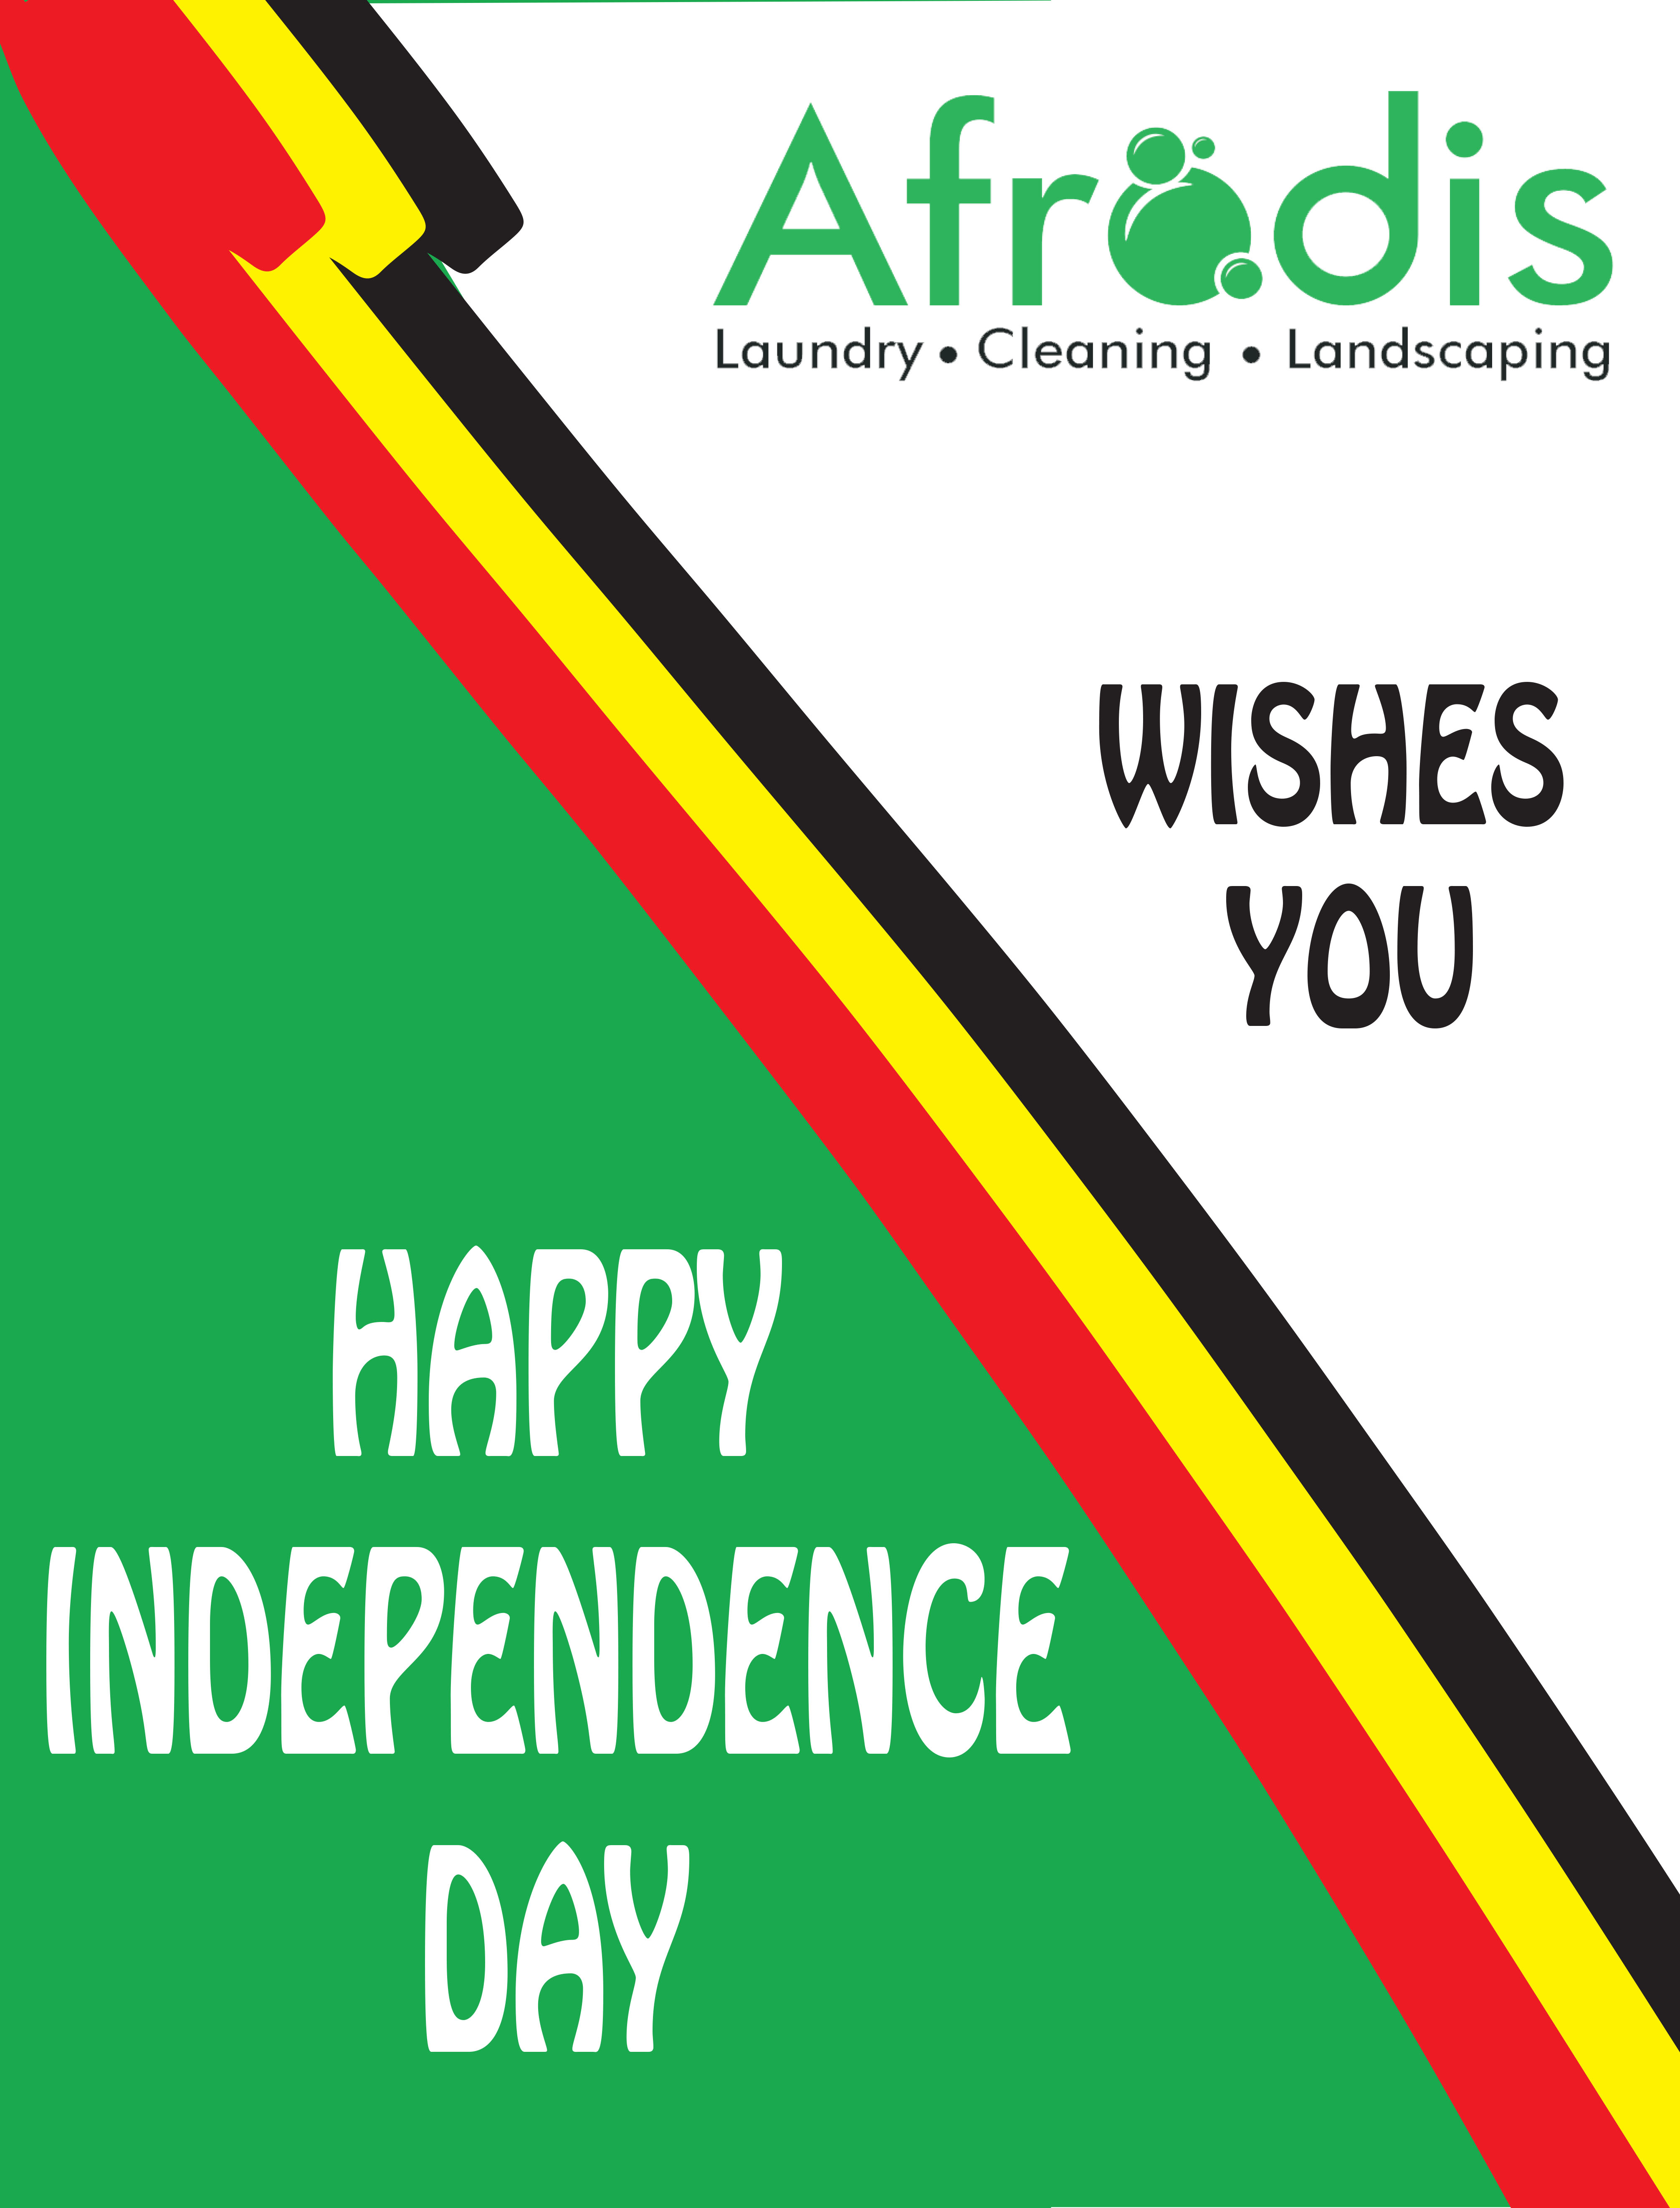 Afrodis
Laundry • Cleaning • Landscaping
WISHES
YOU
HAPPY
INDEPENDENCE
DAY